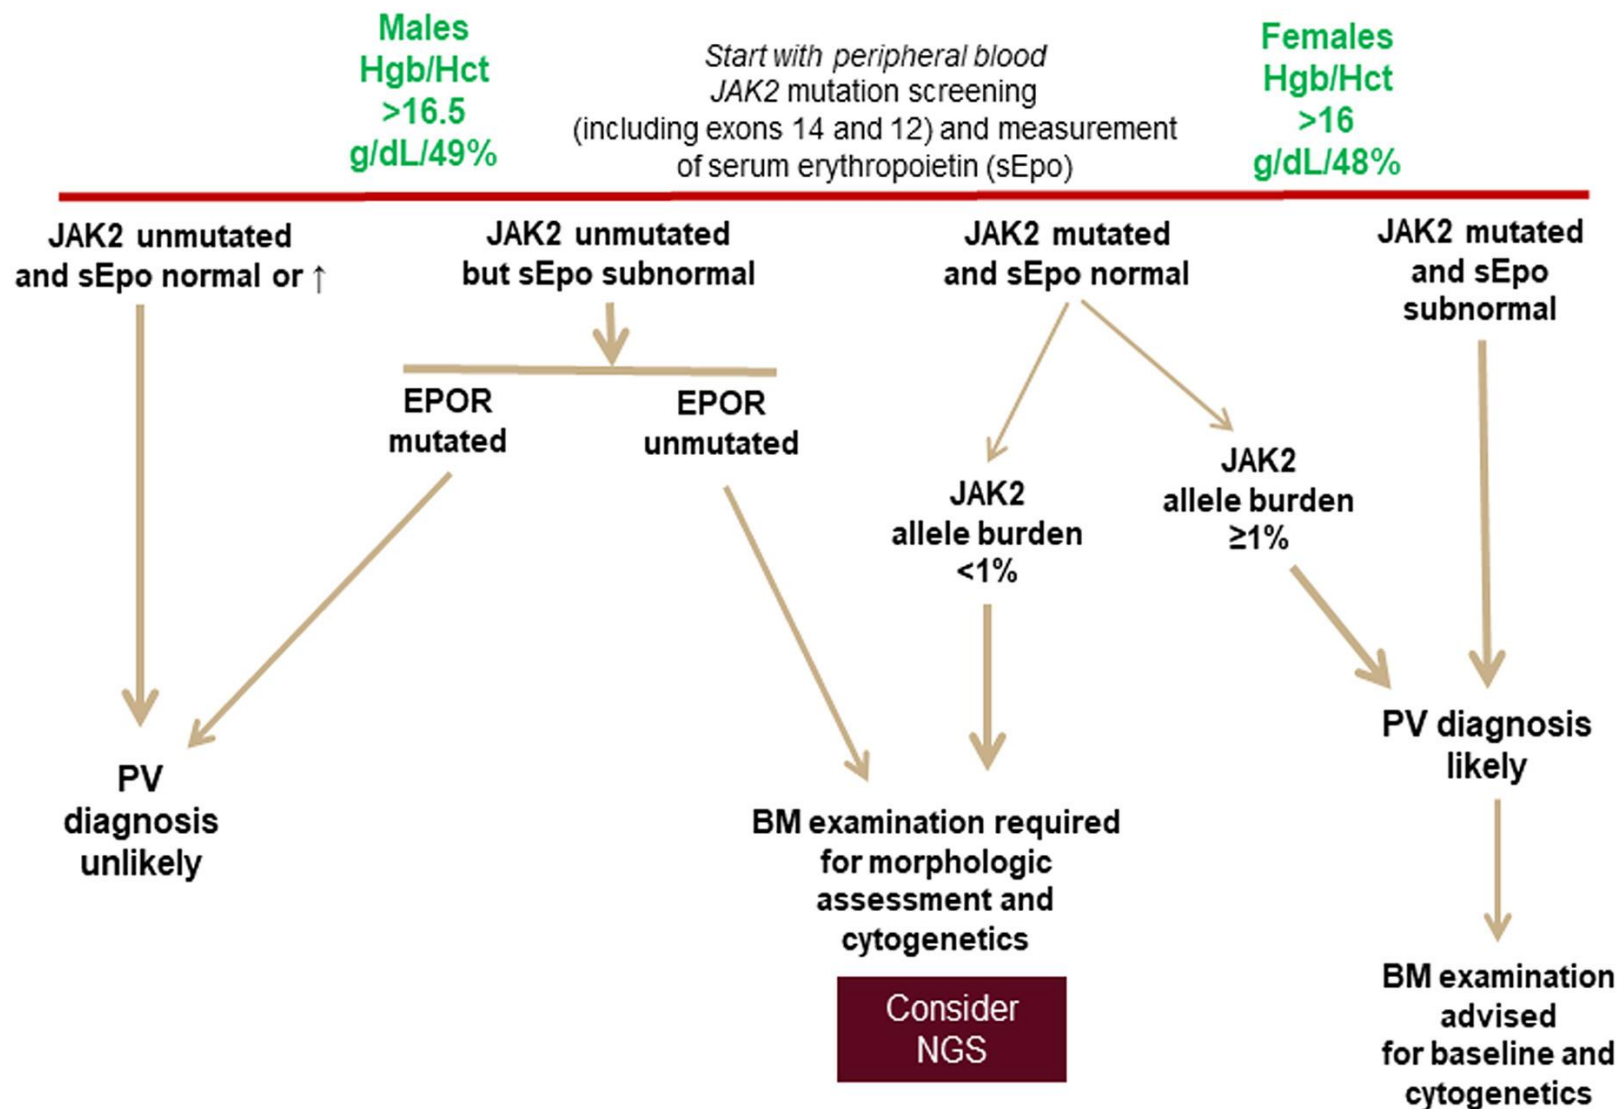 Males
Hgb/Hct
>16.5
g/dL/49%
Start with peripheral blood
JAK2 mutation screening
(including exons 14 and 12) and measurement
of serum erythropoietin (sEpo)
Females
Hgb/Hct
>16
g/dL/48%
JAK2 unmutated
and sEpo normal or ↑
JAK2 unmutated
but sEpo subnormal
JAK2 mutated
and sEpo normal
JAK2 mutated
and sEpo
subnormal
EPOR
mutated
EPOR
unmutated
JAK2
allele burden
<1%
JAK2
allele burden
≥1%
PV
diagnosis
unlikely
BM examination required
for morphologic
assessment and
cytogenetics
Consider
NGS
PV diagnosis
likely
BM examination
advised
for baseline and
cytogenetics